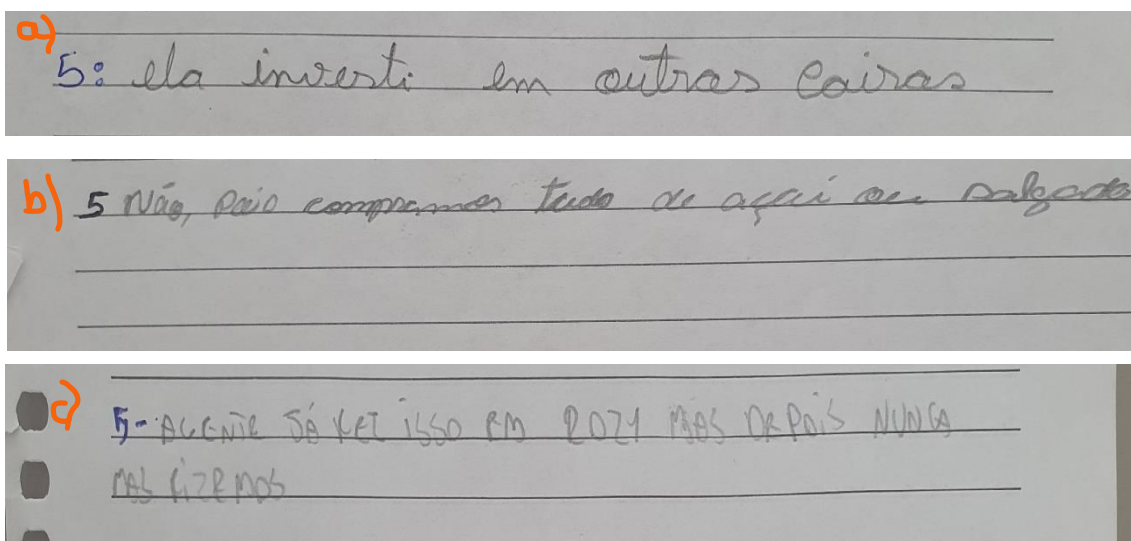 a)
5: ela investi em outras coisas
b) 5 Não, pois compramos tudo de açaí ou salgado
c) 5- AGENTE JÁ FEZ ISSO EM 2021 MAS DEPOIS NUNCA
MAS FIZEMOS